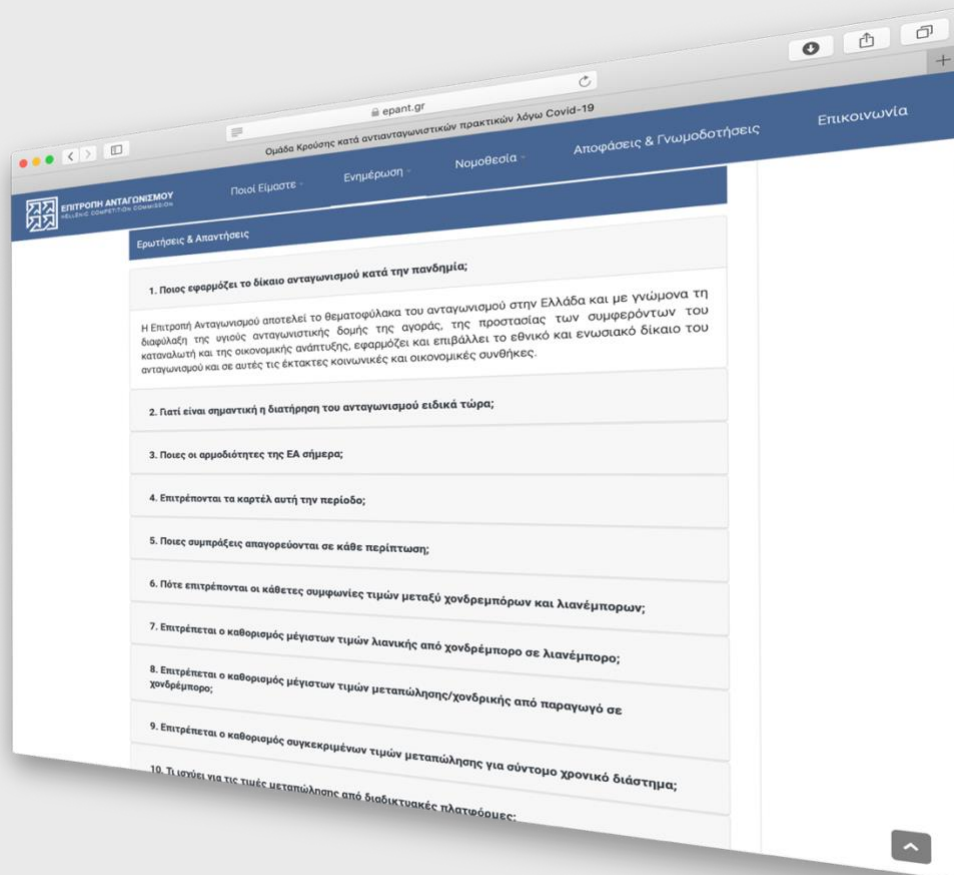 epant.gr
Ομάδα Κρούσης κατά αντιανταγωνιστικών πρακτικών λόγω Covid-19
ΕΠΙΤΡΟΠΗ ΑΝΤΑΓΩΝΙΣΜΟΥ
HELLENIC COMPETITION COMMISSION
Ποιοί Είμαστε
Ενημέρωση
Νομοθεσία
Αποφάσεις & Γνωμοδοτήσεις
Επικοινωνία
Ερωτήσεις & Απαντήσεις
1. Ποιος εφαρμόζει το δίκαιο ανταγωνισμού κατά την πανδημία;
Η Επιτροπή Ανταγωνισμού αποτελεί το θεματοφύλακα του ανταγωνισμού στην Ελλάδα και με γνώμονα τη
διαφύλαξη της υγιούς ανταγωνιστικής δομής της αγοράς, της προστασίας των συμφερόντων του
καταναλωτή και της οικονομικής ανάπτυξης, εφαρμόζει και επιβάλλει το εθνικό και ενωσιακό δίκαιο του
ανταγωνισμού και σε αυτές τις έκτακτες κοινωνικές και οικονομικές συνθήκες.
2. Γιατί είναι σημαντική η διατήρηση του ανταγωνισμού ειδικά τώρα;
3. Ποιες οι αρμοδιότητες της ΕΑ σήμερα;
4. Επιτρέπονται τα καρτέλ αυτή την περίοδο;
5. Ποιες συμπράξεις απαγορεύονται σε κάθε περίπτωση;
6. Πότε επιτρέπονται οι κάθετες συμφωνίες τιμών μεταξύ χονδρεμπόρων και λιανέμπορων;
7. Επιτρέπεται ο καθορισμός μέγιστων τιμών λιανικής από χονδρέμπορο σε λιανέμπορο;
8. Επιτρέπεται ο καθορισμός μέγιστων τιμών μεταπώλησης/χονδρικής από παραγωγό σε
χονδρέμπορο;
9. Επιτρέπεται ο καθορισμός συγκεκριμένων τιμών μεταπώλησης για σύντομο χρονικό διάστημα;
10. Τι ισχύει για τις τιμές μεταπώλησης από διαδικτυακές πλατφόρμες;